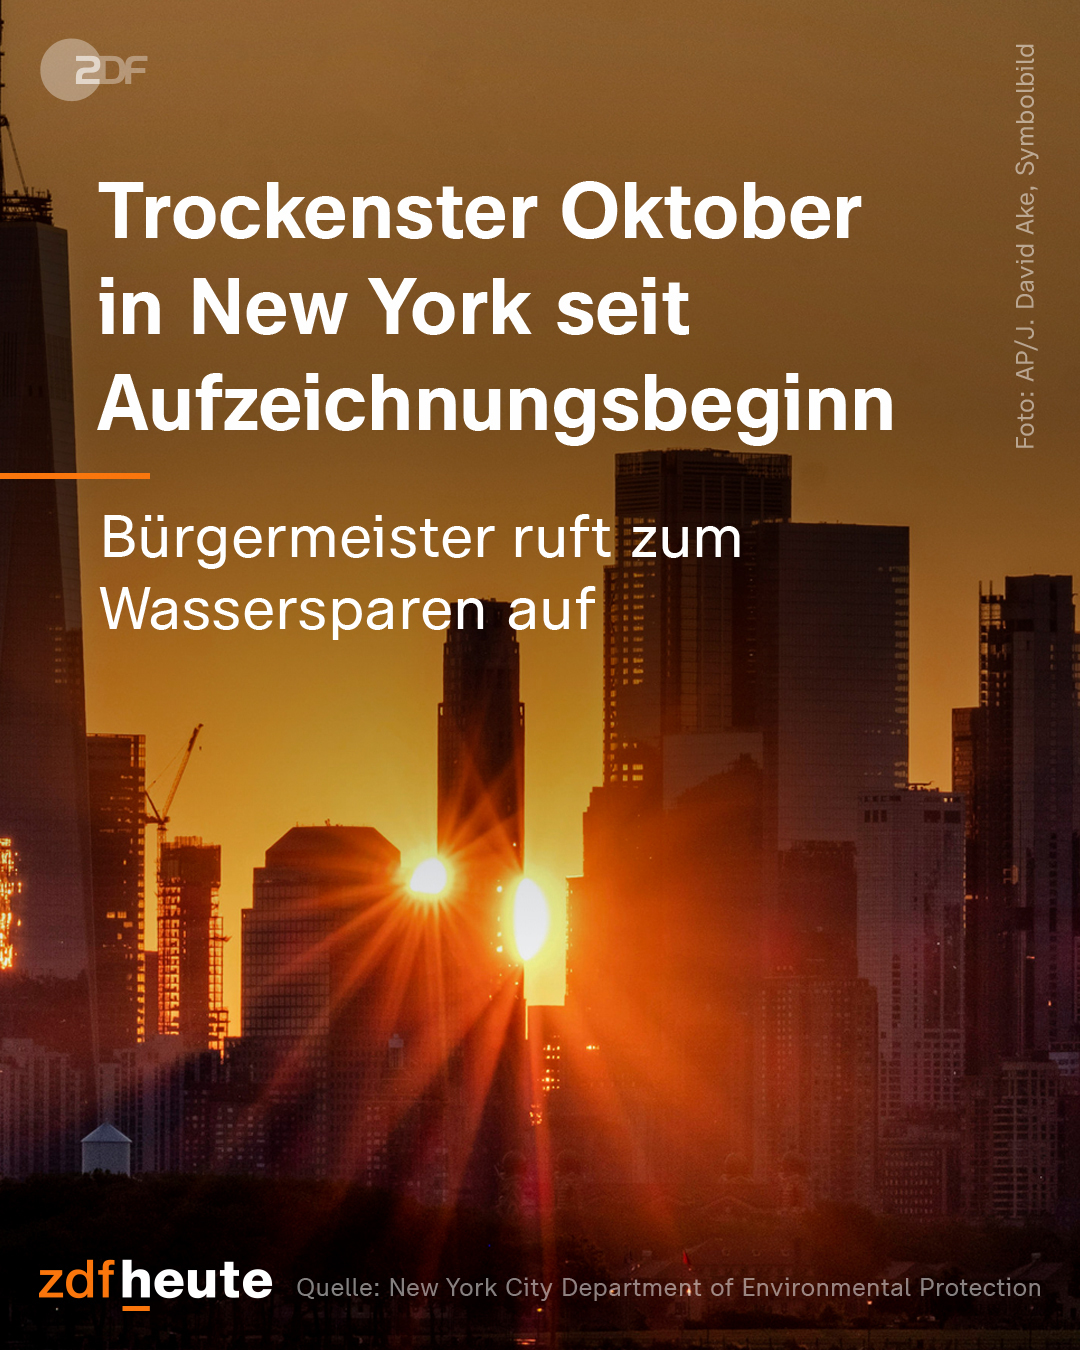 ZDF
Foto: AP/J. David Ake, Symbolbild
Trockenster Oktober
in New York seit
Aufzeichnungsbeginn
Bürgermeister ruft zum
Wassersparen auf
zdfheute
Quelle: New York City Department of Environmental Protection